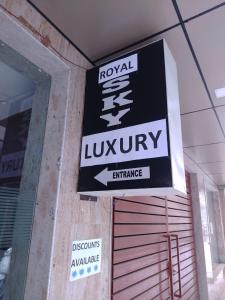 ROYAL
SKY
LUXURY
ENTRANCE
DISCOUNTS
AVAILABLE